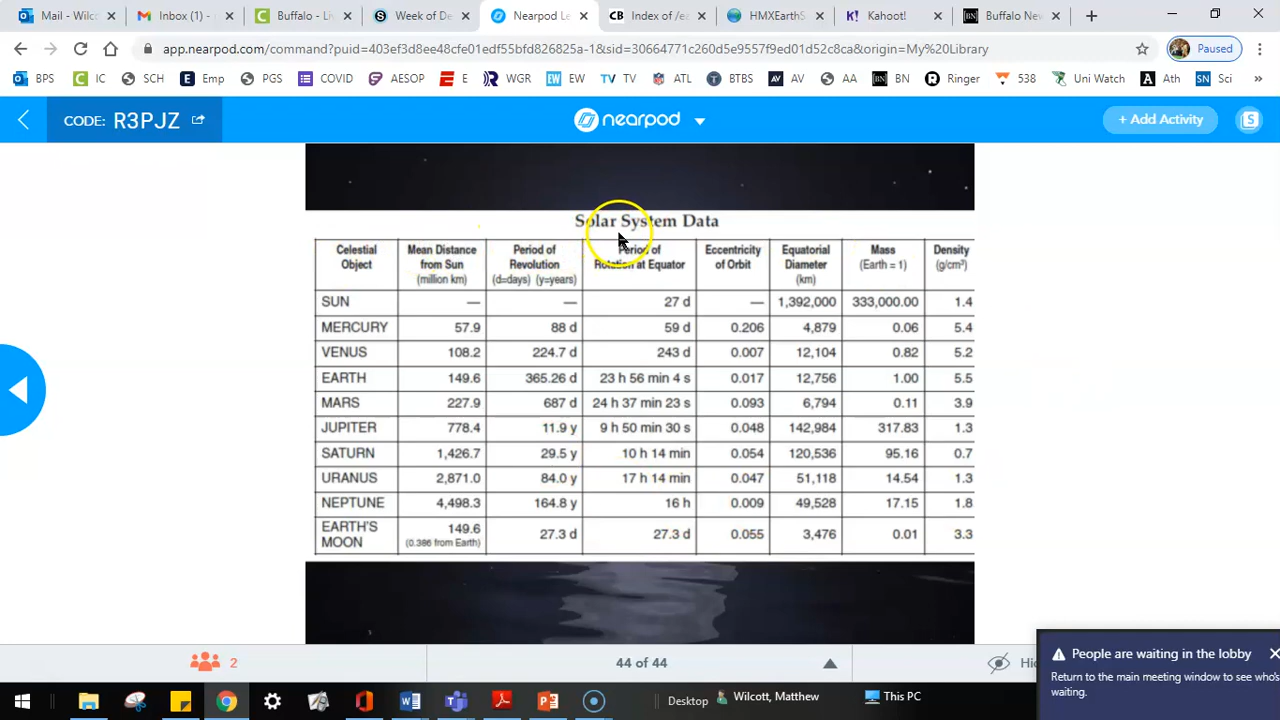 Mail - Wilc
Inbox (1) -
Buffalo - Li
Week of De
Nearpod Le
Index of /ea
HMXEarthS
Kahoot!
Buffalo Nev
app.nearpod.com/command?puid=403ef3d8ee48cfe01edf55bfd826825a-1&sid=30664771c260d5e9557f9ed01d52c8ca&origin=My%20Library
Paused
BPS IC SCH Emp PGS COVID AESOP E WGR EW TV ATL BTBS AV AA BN Ringer 538 Uni Watch Ath Sci »
CODE: R3PJZ
nearpod
+ Add Activity
Solar System Data
Celestial Object Mean Distance from Sun (million km) Period of Revolution (d=days) (y=years) Period of Rotation at Equator Eccentricity of Orbit Equatorial Diameter (km) Mass (Earth = 1) Density (g/cm³)
SUN — — 27 d — 1,392,000 333,000.00 1.4
MERCURY 57.9 88 d 59 d 0.206 4,879 0.06 5.4
VENUS 108.2 224.7 d 243 d 0.007 12,104 0.82 5.2
EARTH 149.6 365.26 d 23 h 56 min 4 s 0.017 12,756 1.00 5.5
MARS 227.9 687 d 24 h 37 min 23 s 0.093 6,794 0.11 3.9
JUPITER 778.4 11.9 y 9 h 50 min 30 s 0.048 142,984 317.83 1.3
SATURN 1,426.7 29.5 y 10 h 14 min 0.054 120,536 95.16 0.7
URANUS 2,871.0 84.0 y 17 h 14 min 0.047 51,118 14.54 1.3
NEPTUNE 4,498.3 164.8 y 16 h 0.009 49,528 17.15 1.8
EARTH'S MOON 149.6 (0.386 from Earth) 27.3 d 27.3 d 0.055 3,476 0.01 3.3
2
44 of 44
Hi
People are waiting in the lobby
Return to the main meeting window to see who's
waiting.
Desktop
Wilcott, Matthew
This PC